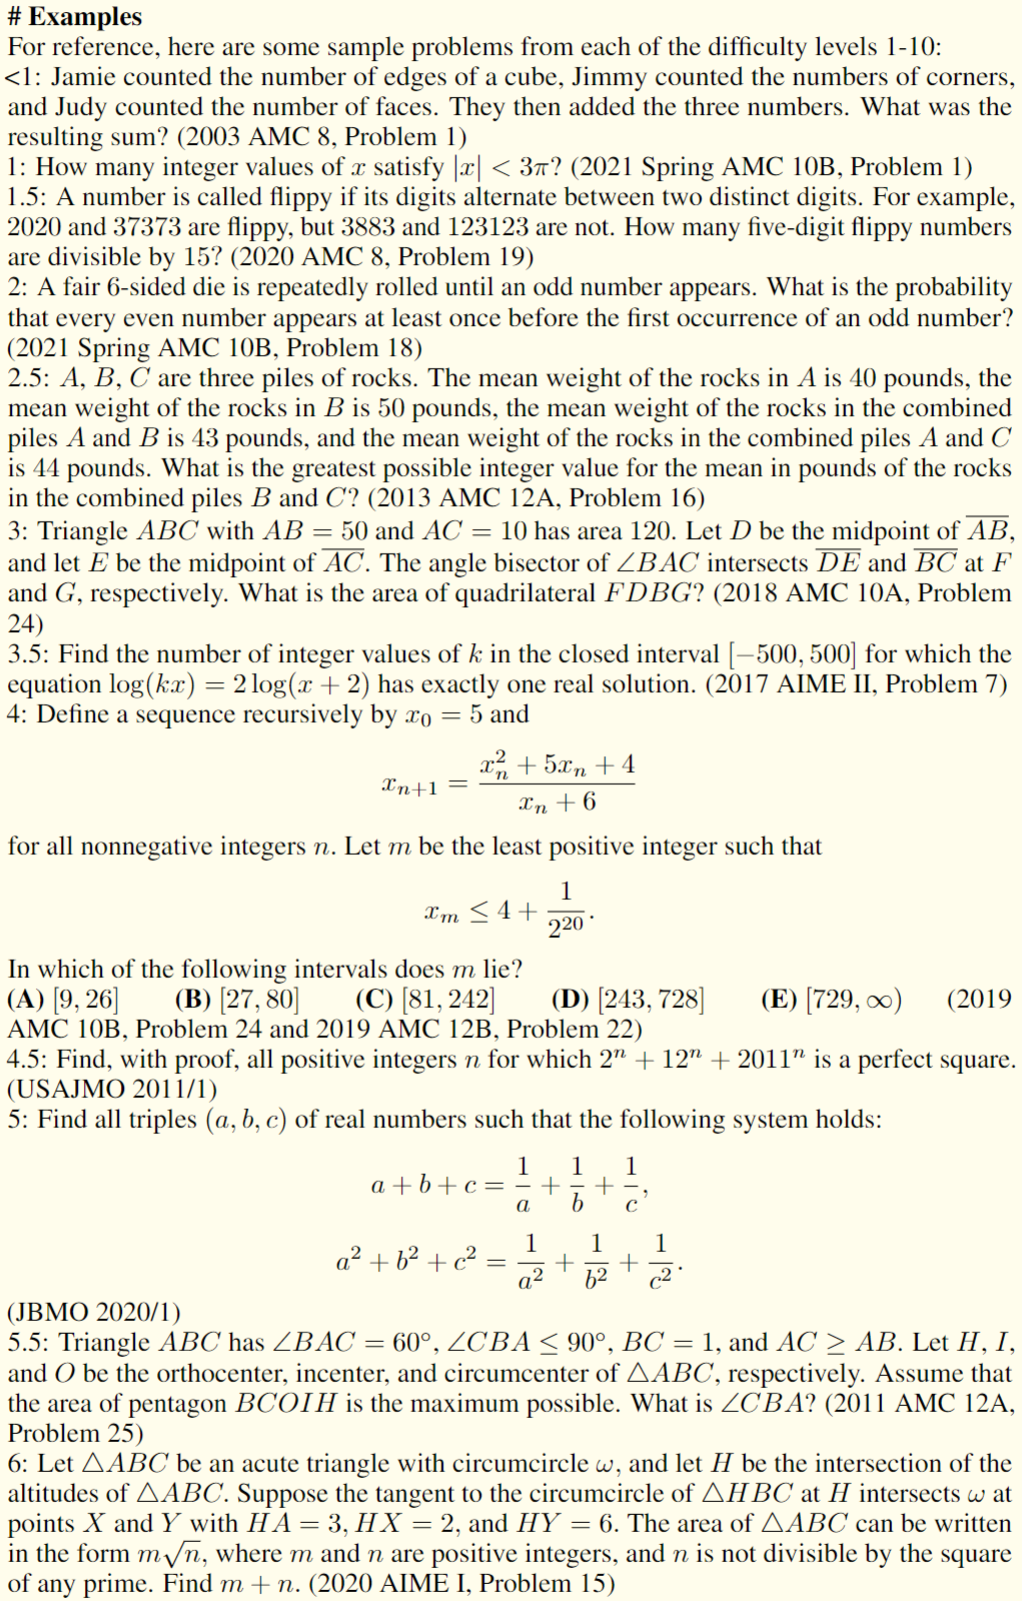 # Examples
For reference, here are some sample problems from each of the difficulty levels 1-10:
<1: Jamie counted the number of edges of a cube, Jimmy counted the numbers of corners,
and Judy counted the number of faces. They then added the three numbers. What was the
resulting sum? (2003 AMC 8, Problem 1)
1: How many integer values of x satisfy |x| < 3π? (2021 Spring AMC 10B, Problem 1)
1.5: A number is called flippy if its digits alternate between two distinct digits. For example,
2020 and 37373 are flippy, but 3883 and 123123 are not. How many five-digit flippy numbers
are divisible by 15? (2020 AMC 8, Problem 19)
2: A fair 6-sided die is repeatedly rolled until an odd number appears. What is the probability
that every even number appears at least once before the first occurrence of an odd number?
(2021 Spring AMC 10B, Problem 18)
2.5: A, B, C are three piles of rocks. The mean weight of the rocks in A is 40 pounds, the
mean weight of the rocks in B is 50 pounds, the mean weight of the rocks in the combined
piles A and B is 43 pounds, and the mean weight of the rocks in the combined piles A and C
is 44 pounds. What is the greatest possible integer value for the mean in pounds of the rocks
in the combined piles B and C? (2013 AMC 12A, Problem 16)
3: Triangle ABC with AB = 50 and AC = 10 has area 120. Let D be the midpoint of \overline{AB},
and let E be the midpoint of \overline{AC}. The angle bisector of ∠BAC intersects \overline{DE} and \overline{BC} at F
and G, respectively. What is the area of quadrilateral FDBG? (2018 AMC 10A, Problem
24)
3.5: Find the number of integer values of k in the closed interval [−500, 500] for which the
equation log(kx) = 2 log(x + 2) has exactly one real solution. (2017 AIME II, Problem 7)
4: Define a sequence recursively by x_0 = 5 and
x_{n+1} = \frac{x_n^2 + 5x_n + 4}{x_n + 6}
for all nonnegative integers n. Let m be the least positive integer such that
x_m ≤ 4 + \frac{1}{2^{20}}.
In which of the following intervals does m lie?
(A) [9, 26] (B) [27, 80] (C) [81, 242] (D) [243, 728] (E) [729, ∞) (2019
AMC 10B, Problem 24 and 2019 AMC 12B, Problem 22)
4.5: Find, with proof, all positive integers n for which 2^n + 12^n + 2011^n is a perfect square.
(USAJMO 2011/1)
5: Find all triples (a, b, c) of real numbers such that the following system holds:
a + b + c = \frac{1}{a} + \frac{1}{b} + \frac{1}{c},
a^2 + b^2 + c^2 = \frac{1}{a^2} + \frac{1}{b^2} + \frac{1}{c^2}.
(JBMO 2020/1)
5.5: Triangle ABC has ∠BAC = 60°, ∠CBA ≤ 90°, BC = 1, and AC ≥ AB. Let H, I,
and O be the orthocenter, incenter, and circumcenter of △ABC, respectively. Assume that
the area of pentagon BCOIH is the maximum possible. What is ∠CBA? (2011 AMC 12A,
Problem 25)
6: Let △ABC be an acute triangle with circumcircle ω, and let H be the intersection of the
altitudes of △ABC. Suppose the tangent to the circumcircle of △HBC at H intersects ω at
points X and Y with HA = 3, HX = 2, and HY = 6. The area of △ABC can be written
in the form m√n, where m and n are positive integers, and n is not divisible by the square
of any prime. Find m + n. (2020 AIME I, Problem 15)